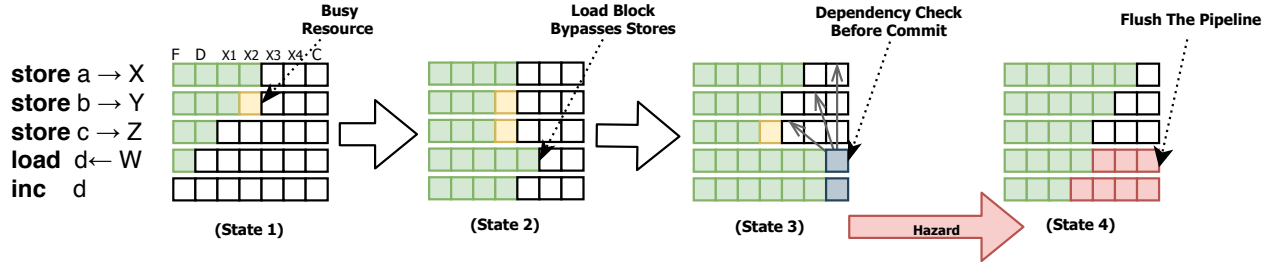 Busy
Resource
Load Block
Bypasses Stores
Dependency Check
Before Commit
Flush The Pipeline
F D X1 X2 X3 X4 C
store a → X
store b → Y
store c → Z
load d← W
inc d
(State 1)
(State 2)
(State 3)
Hazard
(State 4)